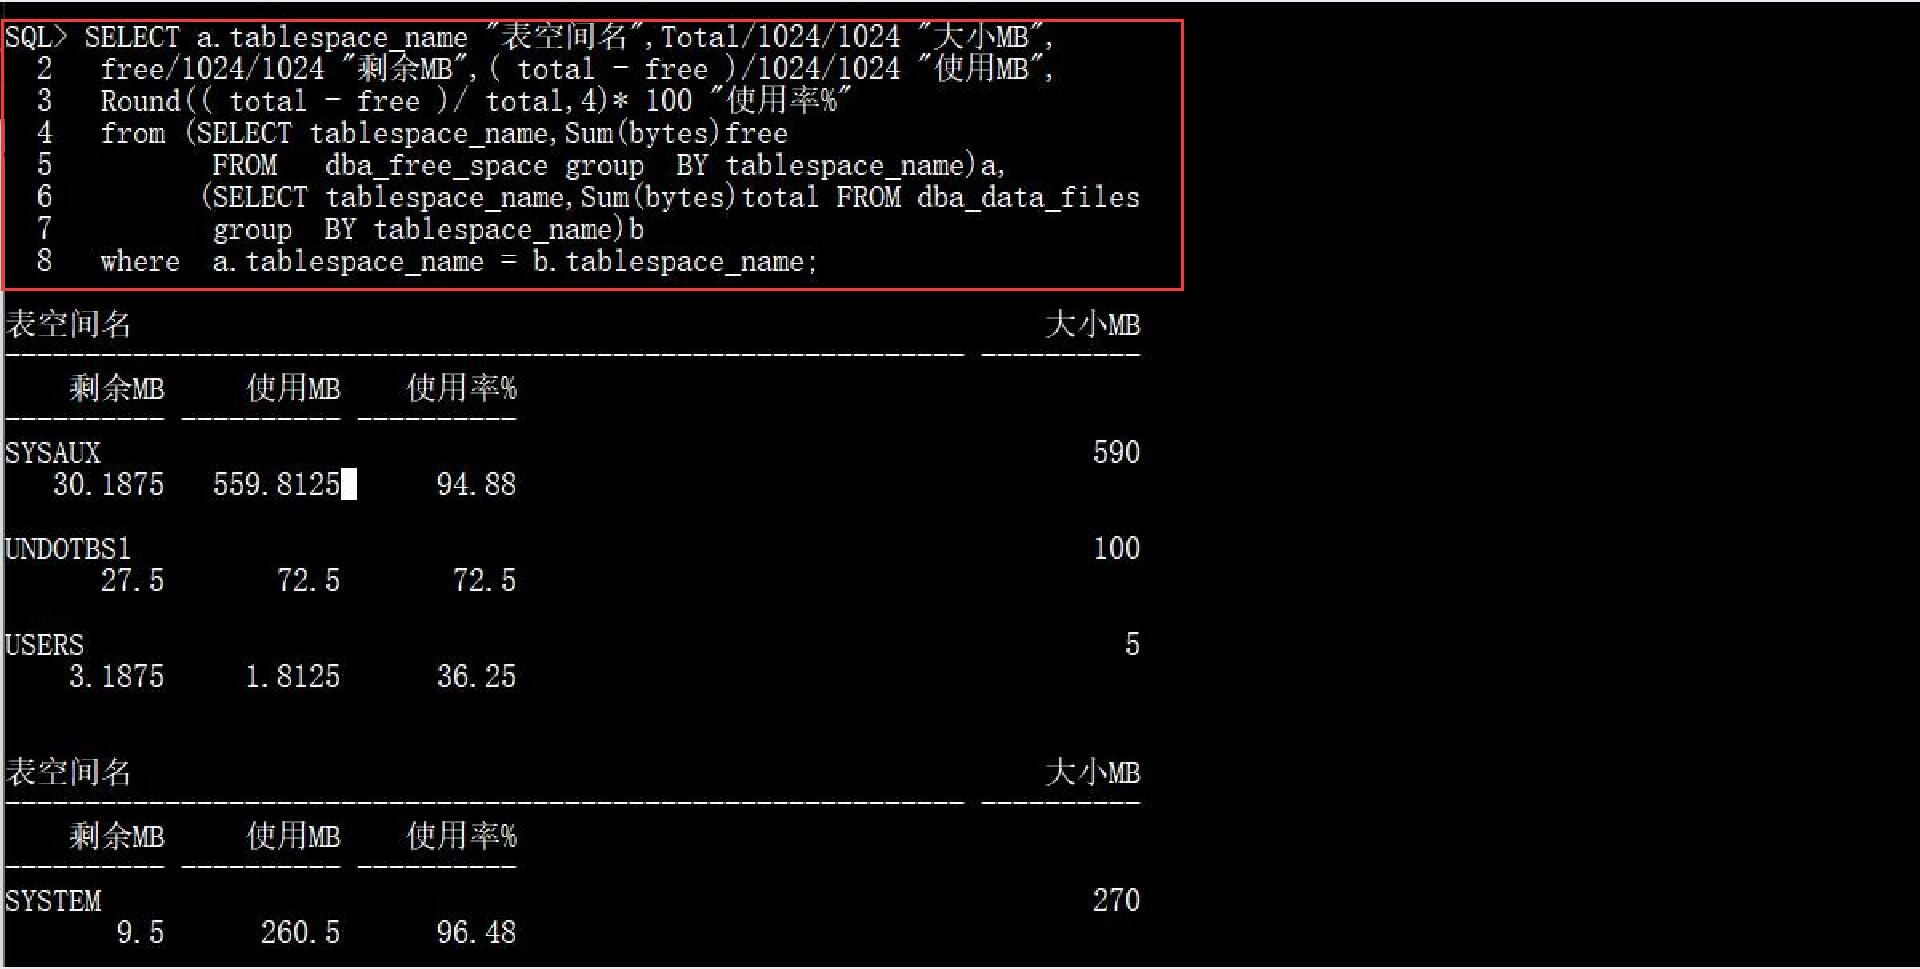 SQL> SELECT a.tablespace_name "表空间名",Total/1024/1024 "大小MB",
2 free/1024/1024 "剩余MB",( total - free )/1024/1024 "使用MB",
3 Round(( total - free )/ total,4)* 100 "使用率%"
4 from (SELECT tablespace_name,Sum(bytes)free
5 FROM dba_free_space group BY tablespace_name)a,
6 (SELECT tablespace_name,Sum(bytes)total FROM dba_data_files
7 group BY tablespace_name)b
8 where a.tablespace_name = b.tablespace_name;
表空间名 大小MB
------------------------------------------------------------ ----------
剩余MB 使用MB 使用率%
---------- ---------- ----------
SYSAUX 590
30.1875 559.8125 94.88
UNDOTBS1 100
27.5 72.5 72.5
USERS 5
3.1875 1.8125 36.25
表空间名 大小MB
------------------------------------------------------------ ----------
剩余MB 使用MB 使用率%
---------- ---------- ----------
SYSTEM 270
9.5 260.5 96.48